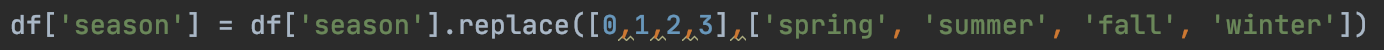 df['season'] = df['season'].replace([0,1,2,3],['spring', 'summer', 'fall', 'winter'])